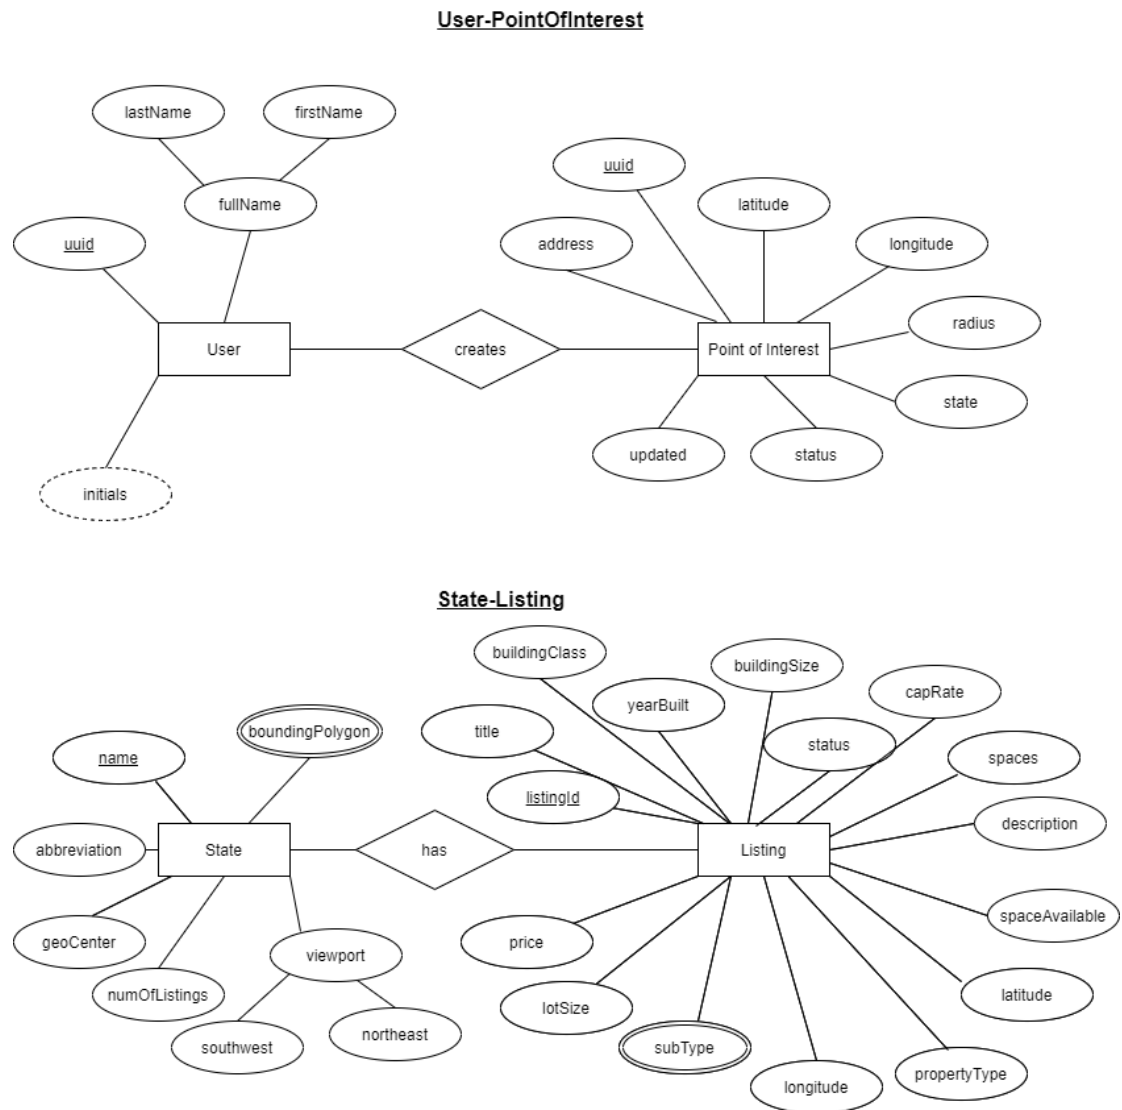 User-PointOfInterest
lastName
firstName
fullName
uuid
User
initials
creates
uuid
latitude
address
longitude
radius
Point of Interest
state
updated
status
State-Listing
boundingPolygon
name
abbreviation
State
geoCenter
numOfListings
viewport
southwest
northeast
has
buildingClass
buildingSize
capRate
yearBuilt
title
status
spaces
listingId
description
Listing
spaceAvailable
price
latitude
lotSize
subType
propertyType
longitude